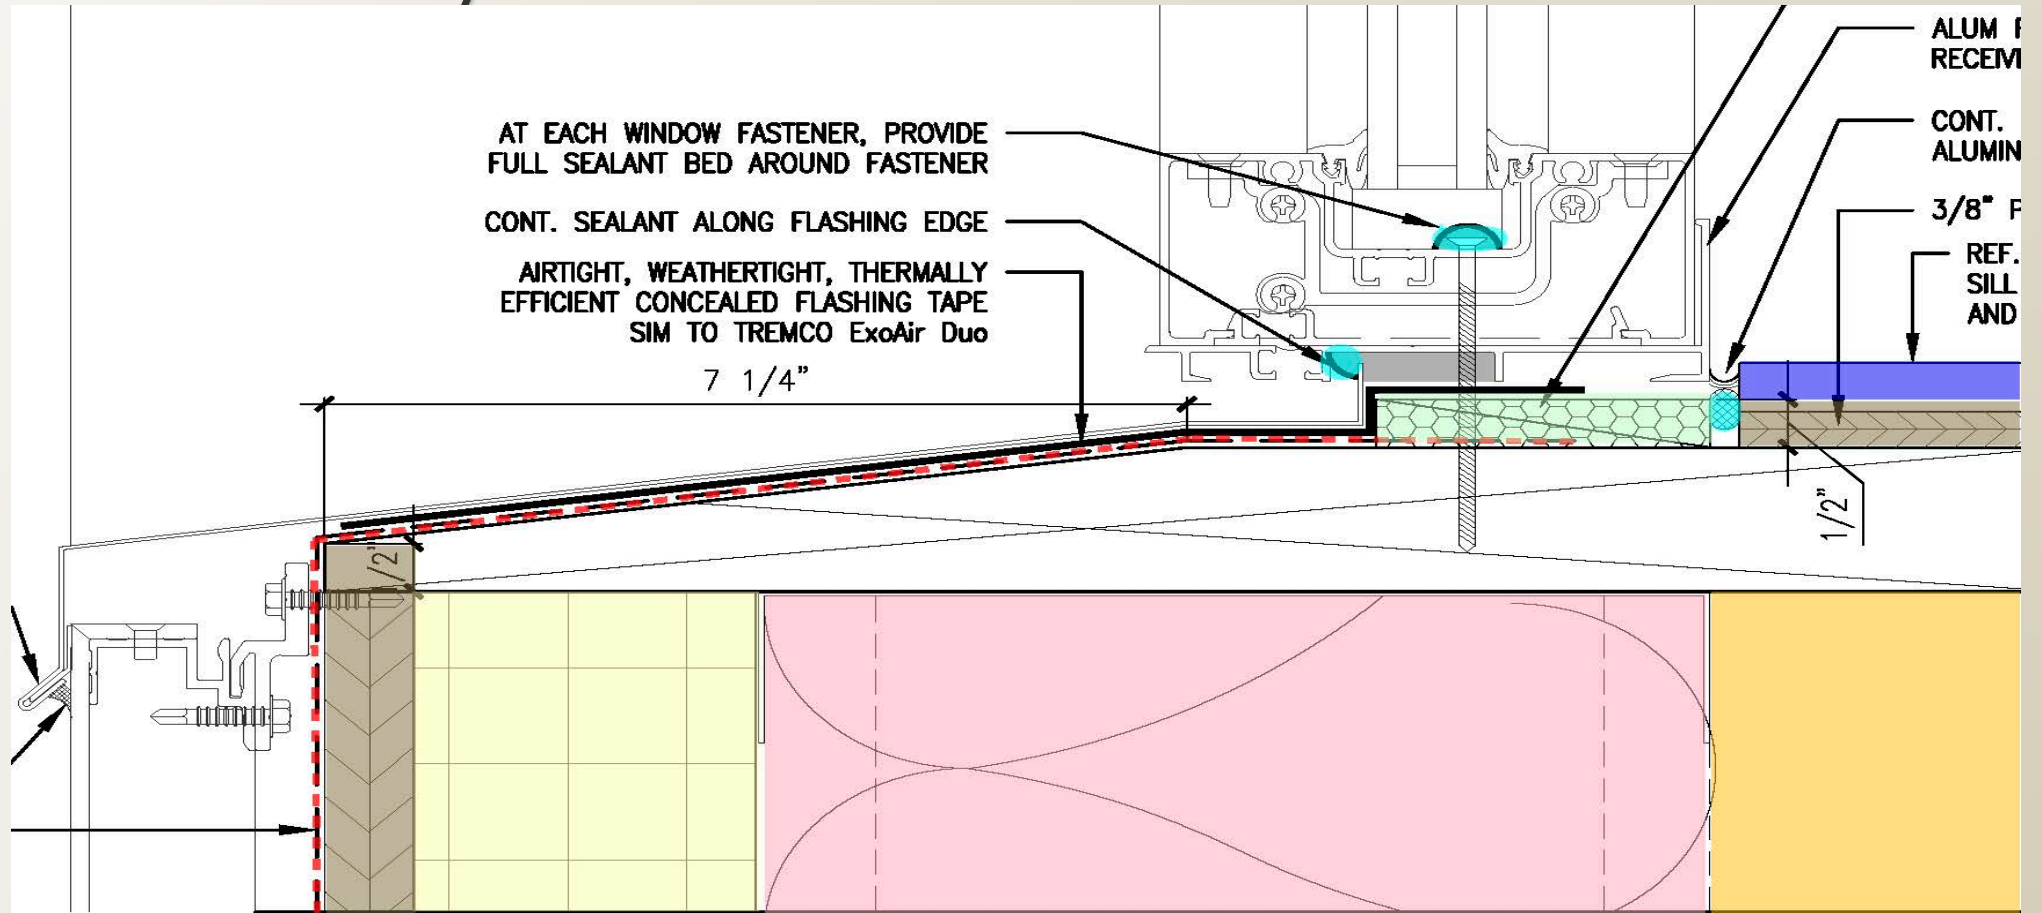 AT EACH WINDOW FASTENER, PROVIDE
FULL SEALANT BED AROUND FASTENER
CONT. SEALANT ALONG FLASHING EDGE
AIRTIGHT, WEATHERTIGHT, THERMALLY
EFFICIENT CONCEALED FLASHING TAPE
SIM TO TREMCO ExoAir Duo
7 1/4"
ALUM
CONT.
3/8"
REF.
SILL
AND
1/2"